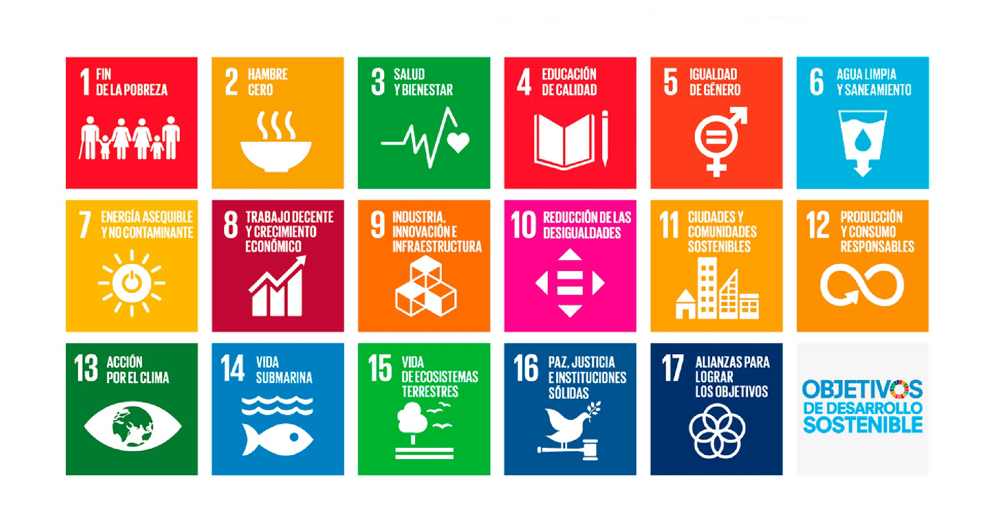 1 FIN
DE LA POBREZA
2 HAMBRE
CERO
3 SALUD
Y BIENESTAR
4 EDUCACIÓN
DE CALIDAD
5 IGUALDAD
DE GÉNERO
6 AGUA LIMPIA
Y SANEAMIENTO
7 ENERGÍA ASEQUIBLE
Y NO CONTAMINANTE
8 TRABAJO DECENTE
Y CRECIMIENTO
ECONÓMICO
9 INDUSTRIA,
INNOVACIÓN E
INFRAESTRUCTURA
10 REDUCCIÓN DE LAS
DESIGUALDADES
11 CIUDADES Y
COMUNIDADES
SOSTENIBLES
12 PRODUCCIÓN
Y CONSUMO
RESPONSABLES
13 ACCIÓN
POR EL CLIMA
14 VIDA
SUBMARINA
15 VIDA
DE ECOSISTEMAS
TERRESTRES
16 PAZ, JUSTICIA
E INSTITUCIONES
SÓLIDAS
17 ALIANZAS PARA
LOGRAR
LOS OBJETIVOS
OBJETIVOS
DE DESARROLLO
SOSTENIBLE